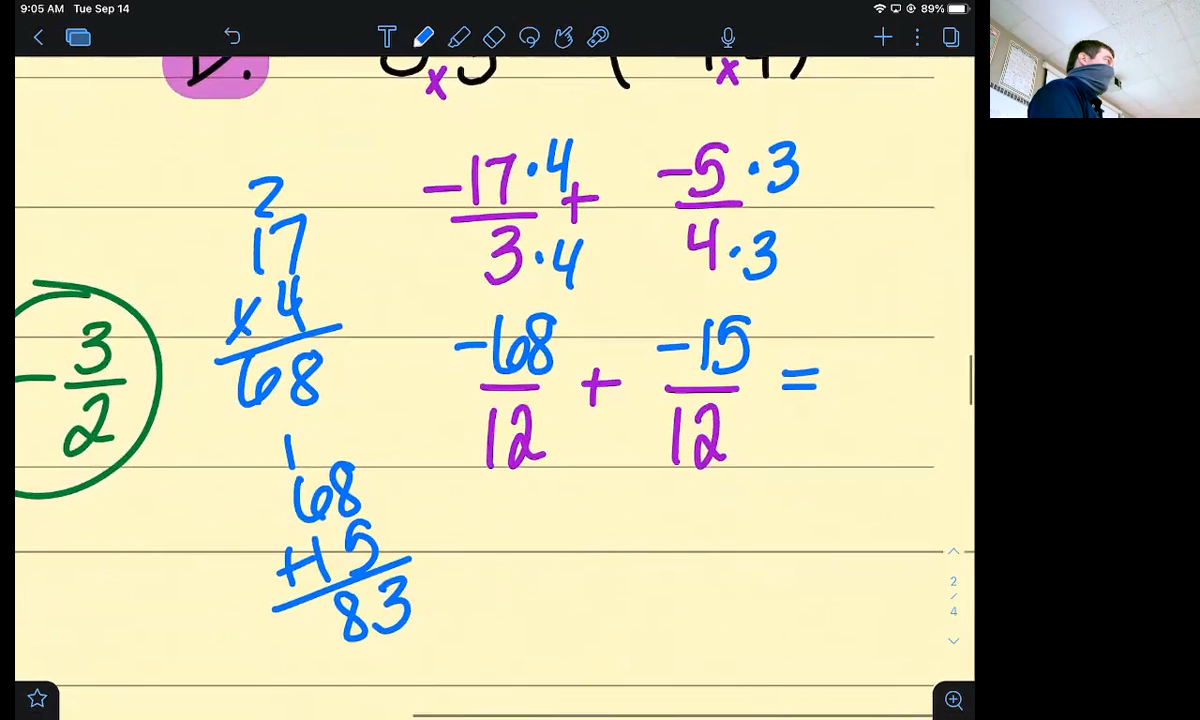 9:05 AM Tue Sep 14 89%
T
-17 · 4 + -5 · 3
3 · 4 4 · 3
2
17
x 4
68
-68 + -15 =
12 12
- 3
2
1
68
+15
83
2
/
4